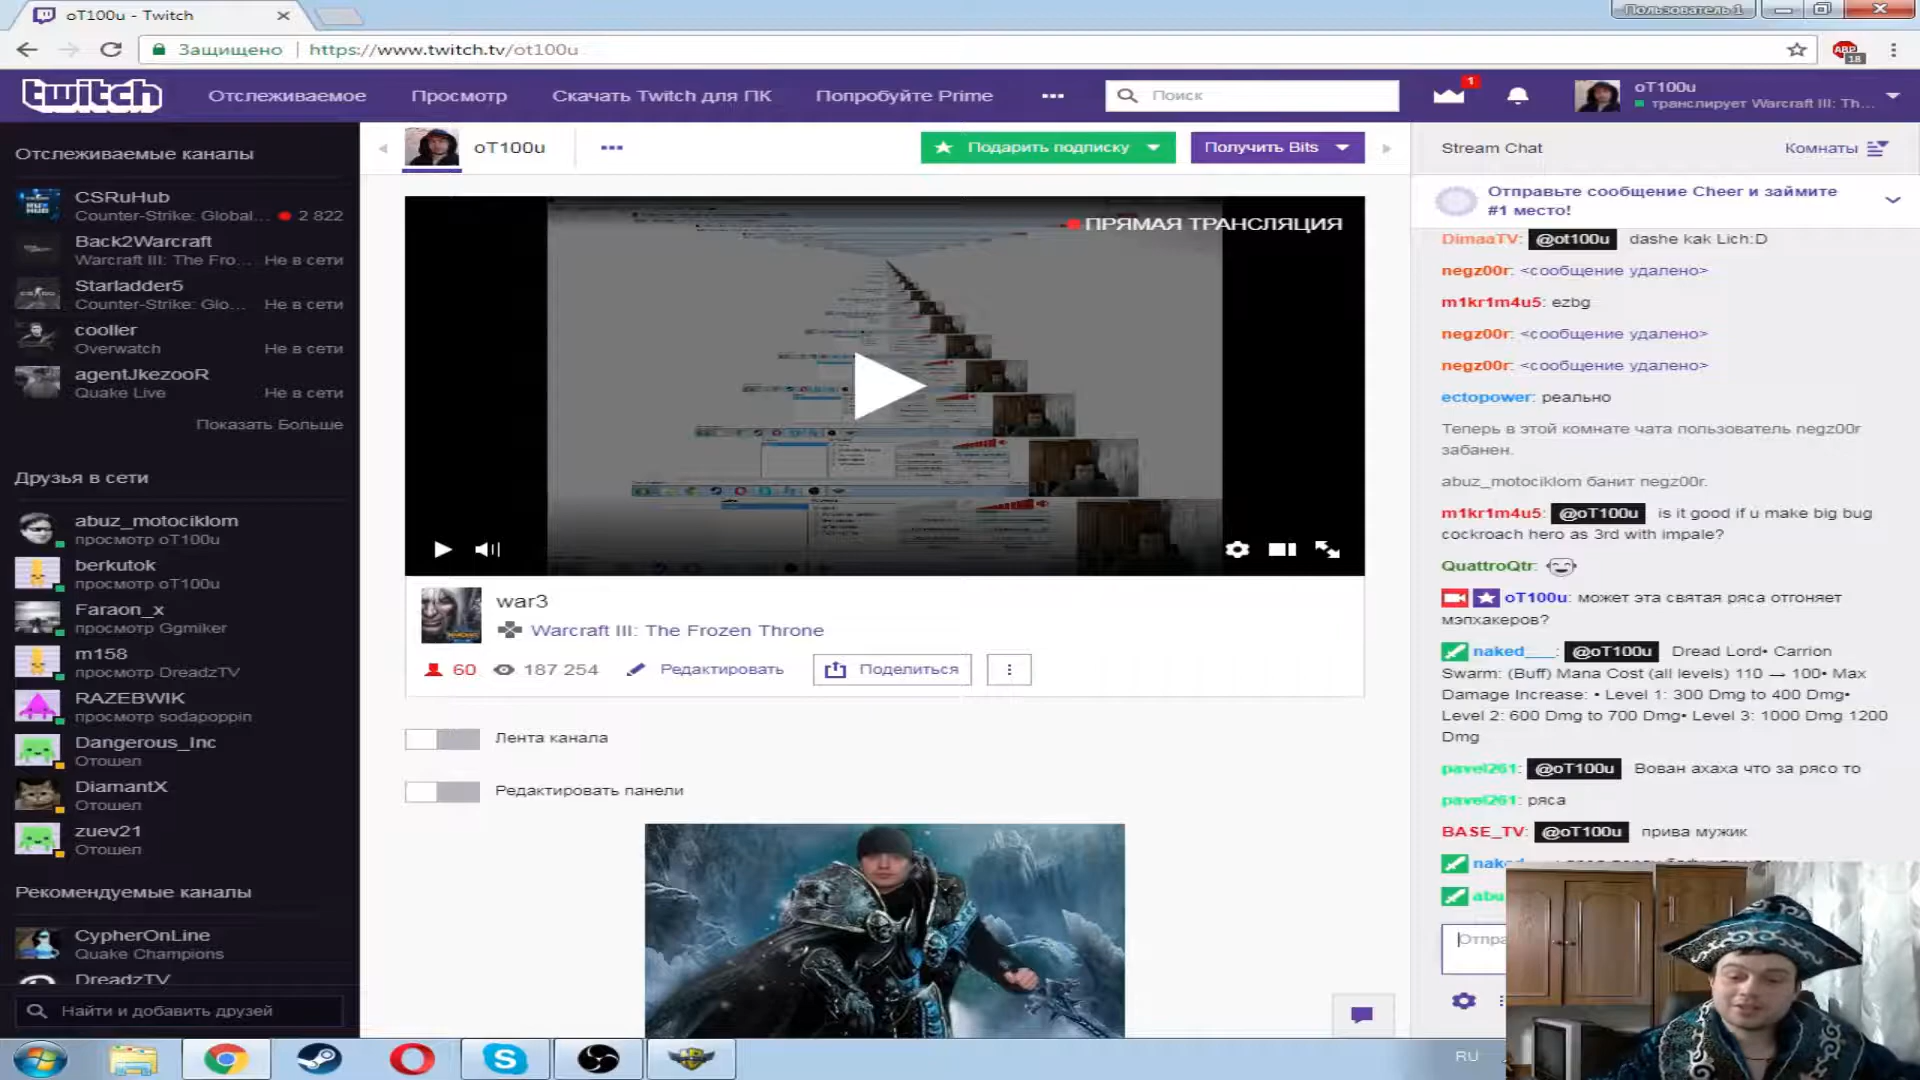 oT100u - Twitch
Пользователь 1
Защищено
https://www.twitch.tv/ot100u
ABP
18
twitch
Отслеживаемое
Просмотр
Скачать Twitch для ПК
Попробуйте Prime
Поиск
1
oT100u
транслирует Warcraft III: Th...
Отслеживаемые каналы
CSRuHub
Counter-Strike: Global...
2 822
Back2Warcraft
Warcraft III: The Fro...
Не в сети
Starladder5
Counter-Strike: Glo...
Не в сети
cooller
Overwatch
Не в сети
agentJkezooR
Quake Live
Не в сети
Показать Больше
Друзья в сети
abuz_motociklom
просмотр oT100u
berkutok
просмотр oT100u
Faraon_x
просмотр Ggmiker
m158
просмотр DreadzTV
RAZEBWIK
просмотр sodapoppin
Dangerous_Inc
Отошел
DiamantX
Отошел
zuev21
Отошел
Рекомендуемые каналы
CypherOnLine
Quake Champions
DreadzTV
Найти и добавить друзей
oT100u
Подарить подписку
Получить Bits
ПРЯМАЯ ТРАНСЛЯЦИЯ
war3
Warcraft III: The Frozen Throne
60
187 254
Редактировать
Поделиться
Лента канала
Редактировать панели
Stream Chat
Комнаты
Отправьте сообщение Cheer и займите
#1 место!
DimaaTV: @ot100u dashe kak Lich:D
negz00r: <сообщение удалено>
m1kr1m4u5: ezbg
negz00r: <сообщение удалено>
negz00r: <сообщение удалено>
ectopower: реально
Теперь в этой комнате чата пользователь negz00r
забанен.
abuz_motociklom банит negz00r.
m1kr1m4u5: @oT100u is it good if u make big bug
cockroach hero as 3rd with impale?
QuattroQtr:
oT100u: может эта святая ряса отгоняет
мэпхакеров?
naked___: @oT100u Dread Lord• Carrion
Swarm: (Buff) Mana Cost (all levels) 110 → 100• Max
Damage Increase: • Level 1: 300 Dmg to 400 Dmg•
Level 2: 600 Dmg to 700 Dmg• Level 3: 1000 Dmg 1200
Dmg
pavel261: @oT100u Вован ахаха что за рясо то
pavel261: ряса
BASE_TV: @oT100u прива мужик
nak
abu
Отпра
RU